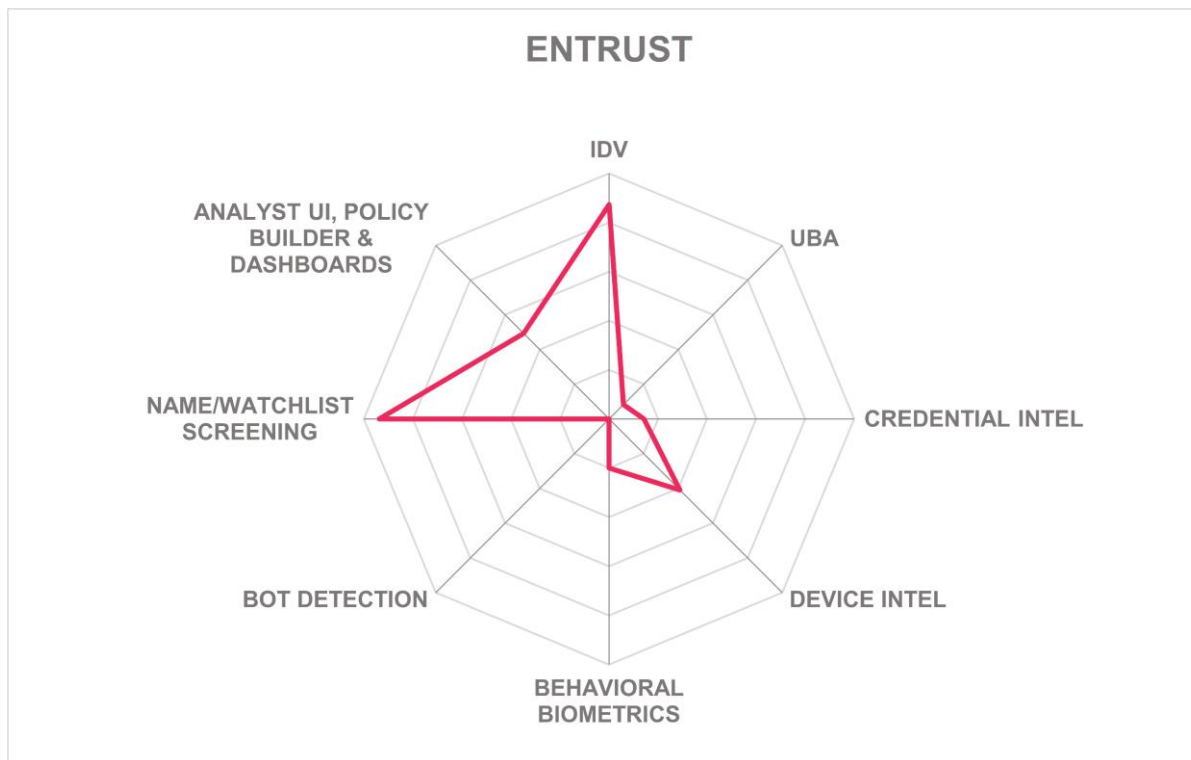 ENTRUST
IDV
ANALYST UI, POLICY
BUILDER &
DASHBOARDS
UBA
NAME/WATCHLIST
SCREENING
CREDENTIAL INTEL
BOT DETECTION
DEVICE INTEL
BEHAVIORAL
BIOMETRICS